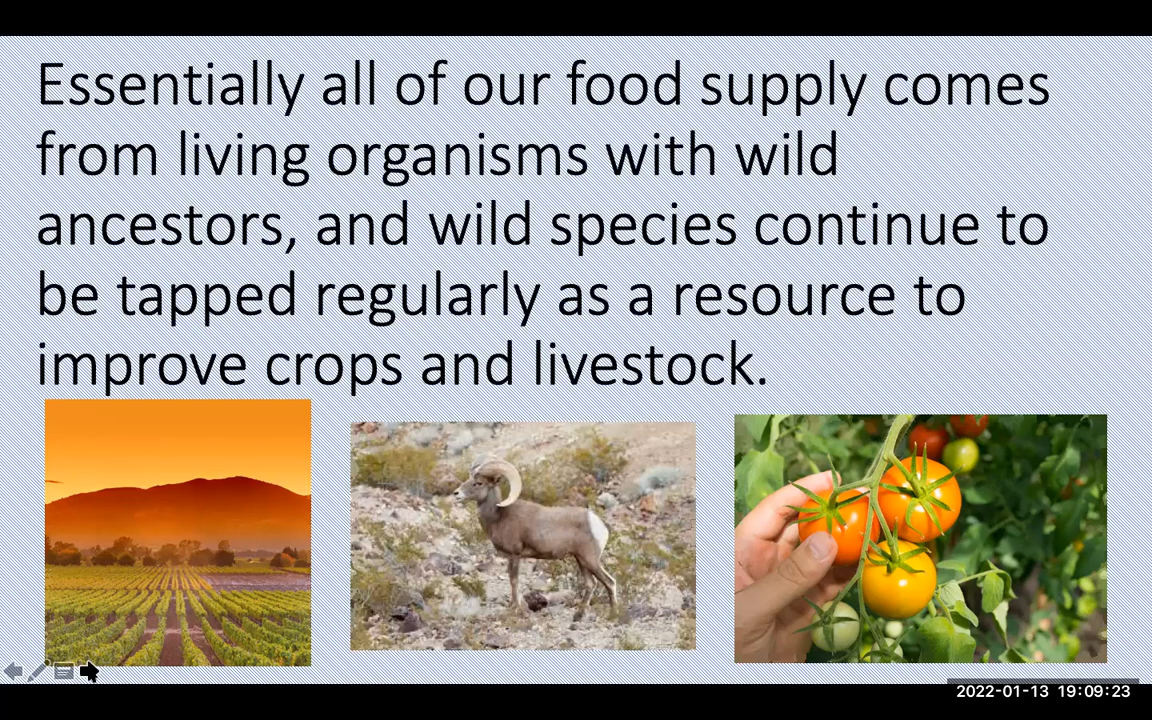 Essentially all of our food supply comes
from living organisms with wild
ancestors, and wild species continue to
be tapped regularly as a resource to
improve crops and livestock.
2022-01-13 19:09:23